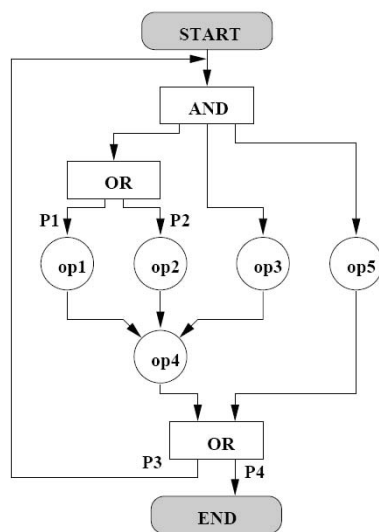 START
AND
OR
P1 P2
op1 op2 op3 op5
op4
OR
P3 P4
END